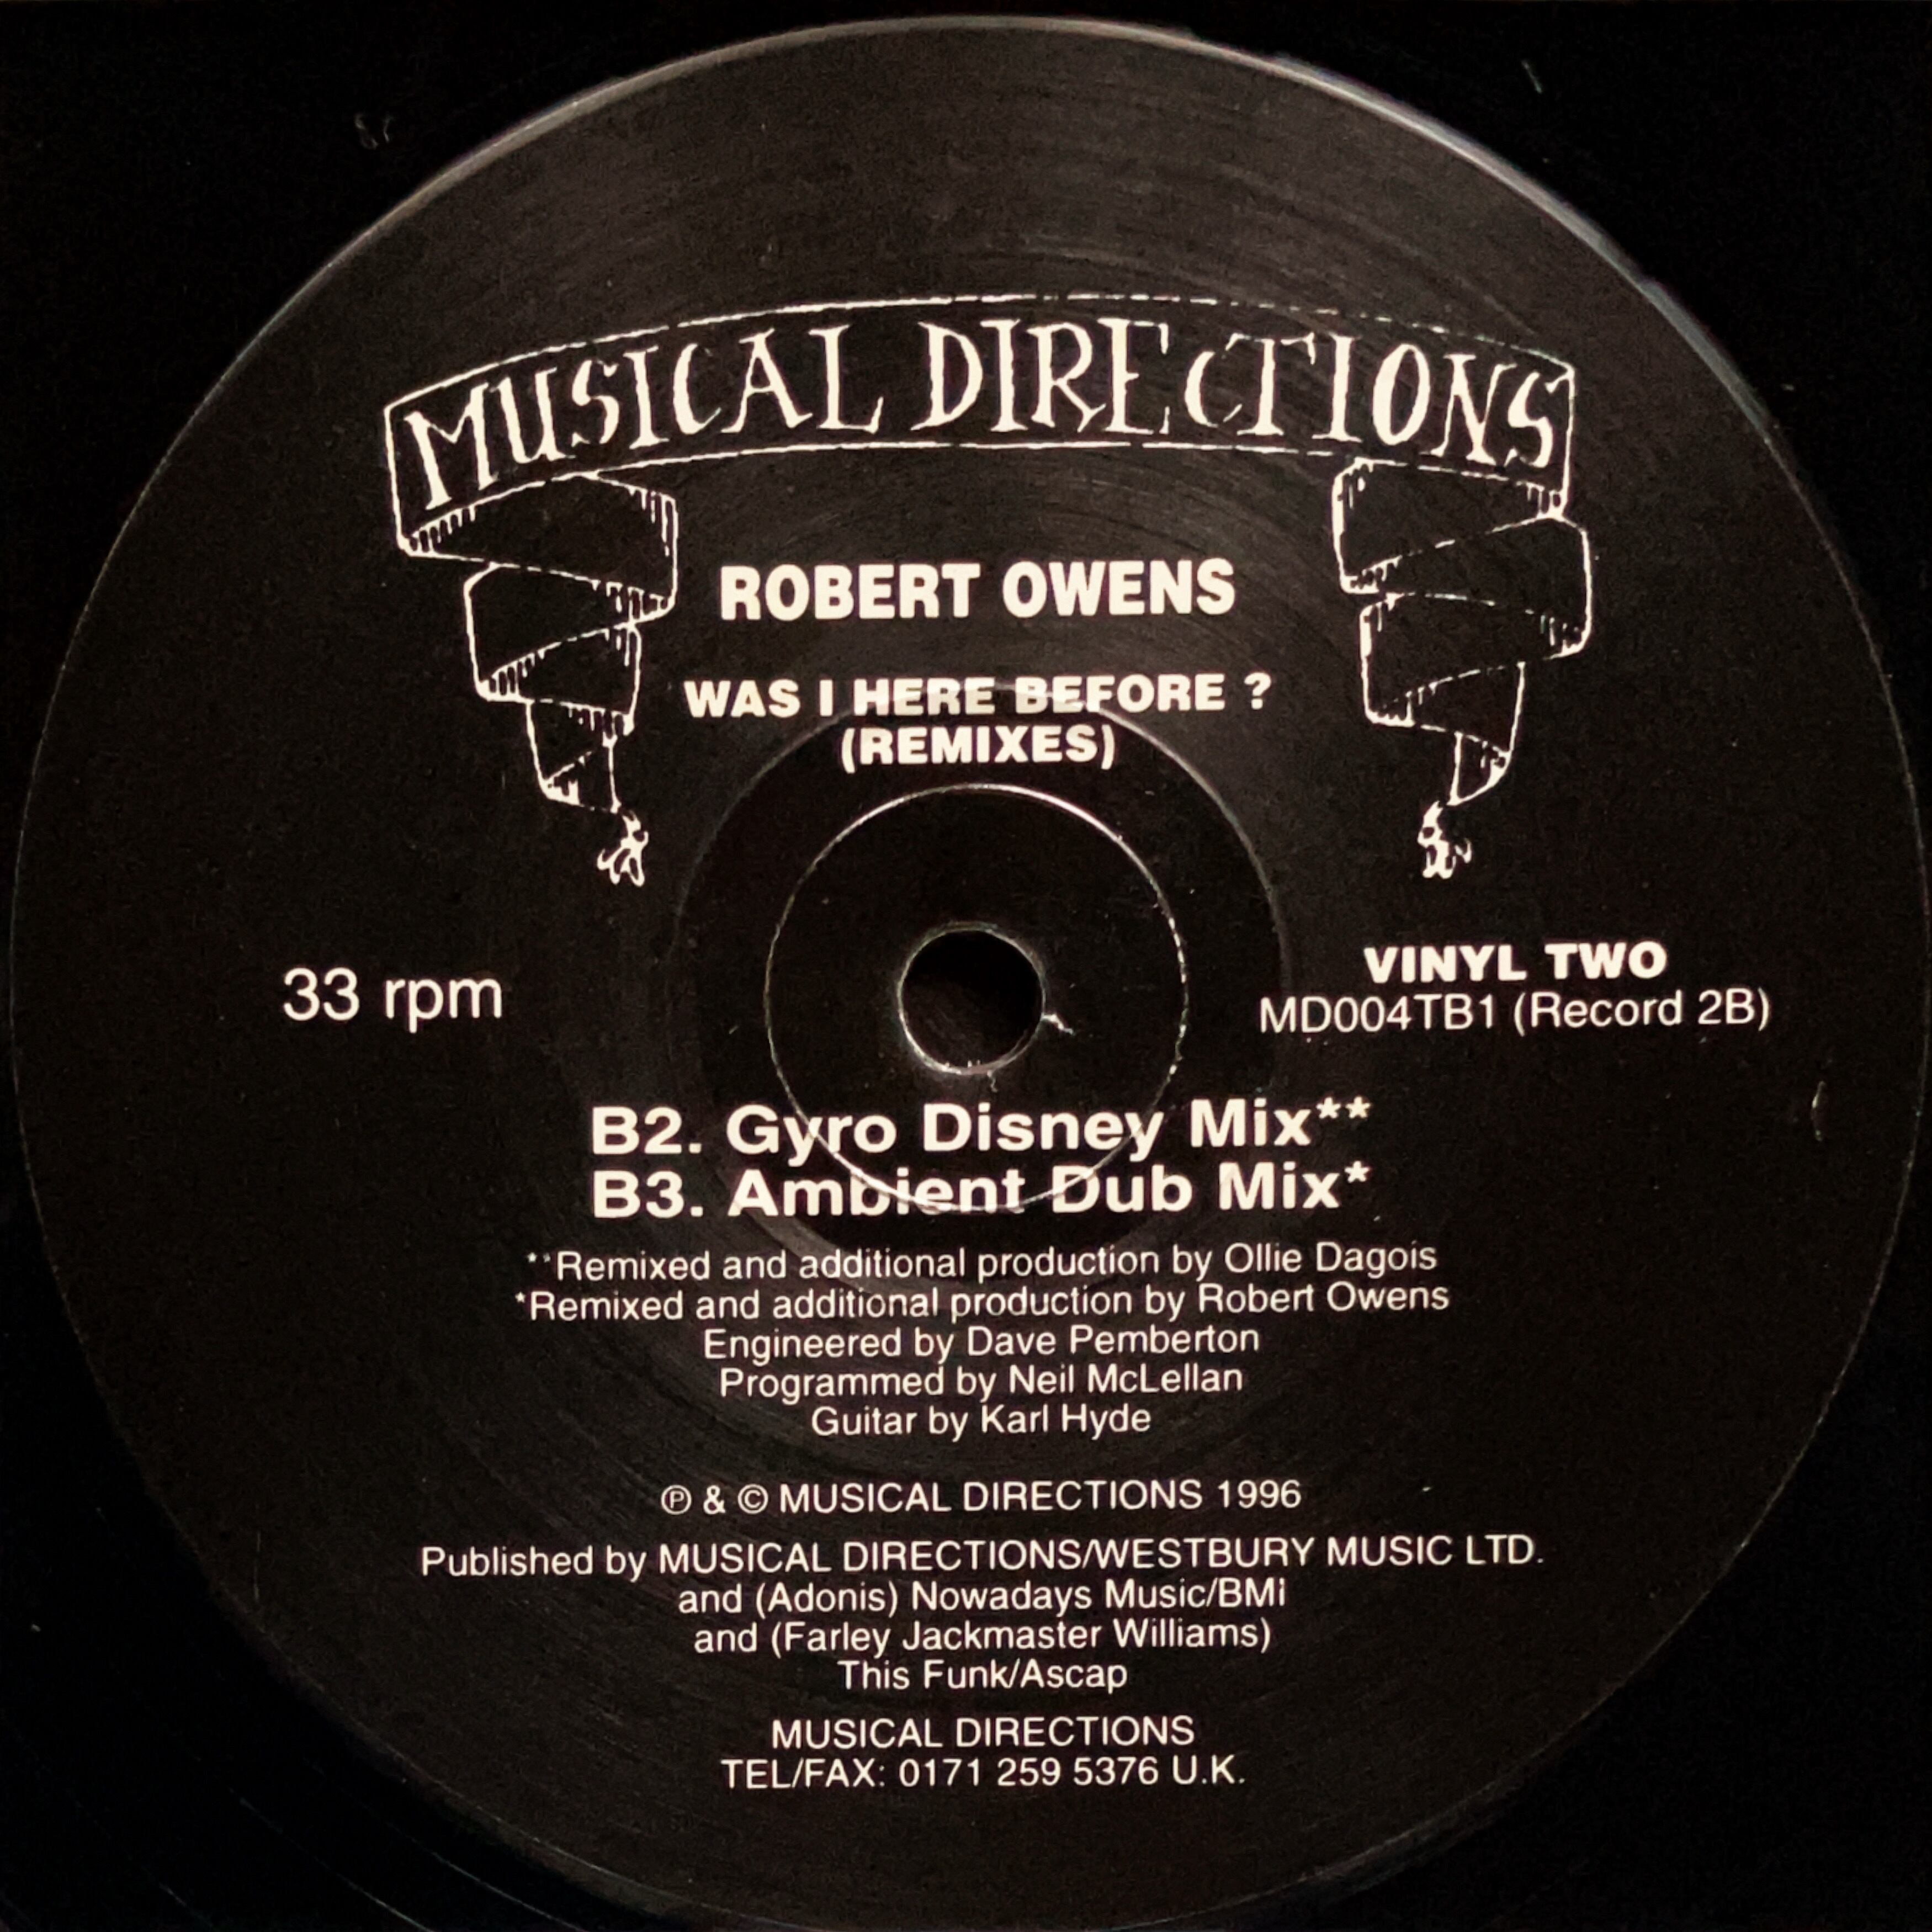 MUSICAL DIRECTIONS
ROBERT OWENS
WAS I HERE BEFORE ?
(REMIXES)
33 rpm
VINYL TWO
MD004TB1 (Record 2B)
B2. Gyro Disney Mix**
B3. Ambient Dub Mix*
**Remixed and additional production by Ollie Dagois
*Remixed and additional production by Robert Owens
Engineered by Dave Pemberton
Programmed by Neil McLellan
Guitar by Karl Hyde
℗ & © MUSICAL DIRECTIONS 1996
Published by MUSICAL DIRECTIONS/WESTBURY MUSIC LTD.
and (Adonis) Nowadays Music/BMi
and (Farley Jackmaster Williams)
This Funk/Ascap
MUSICAL DIRECTIONS
TEL/FAX: 0171 259 5376 U.K.